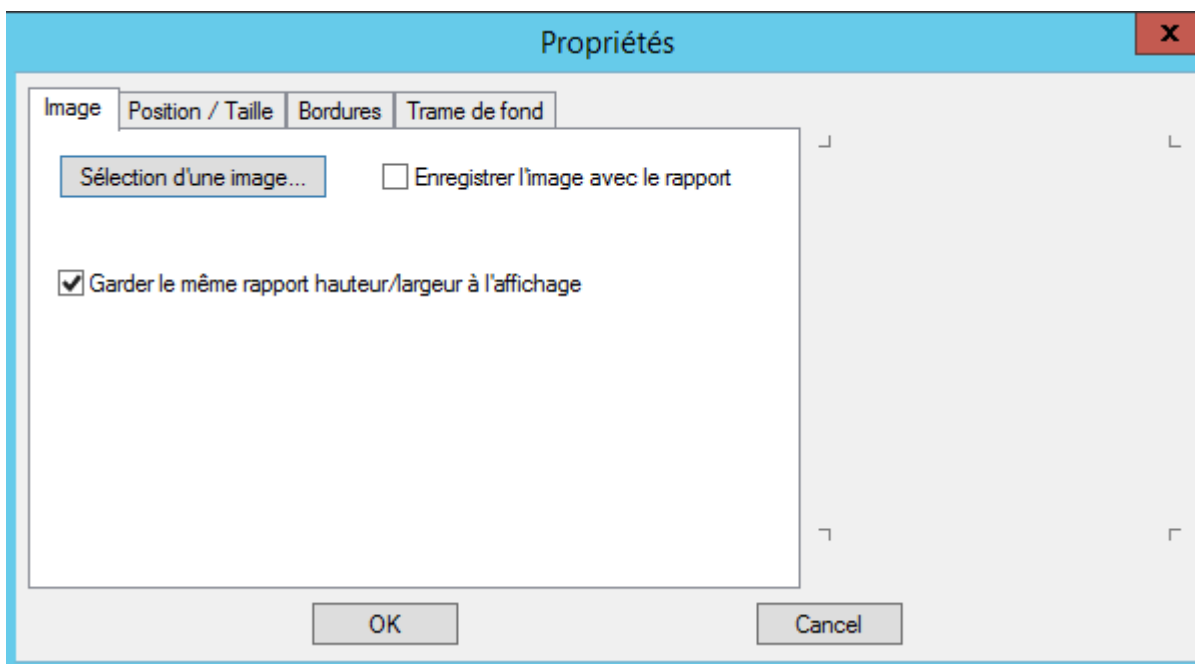 Propriétés
x
Image Position / Taille Bordures Trame de fond
Sélection d'une image... Enregistrer l'image avec le rapport
Garder le même rapport hauteur/largeur à l'affichage
OK Cancel